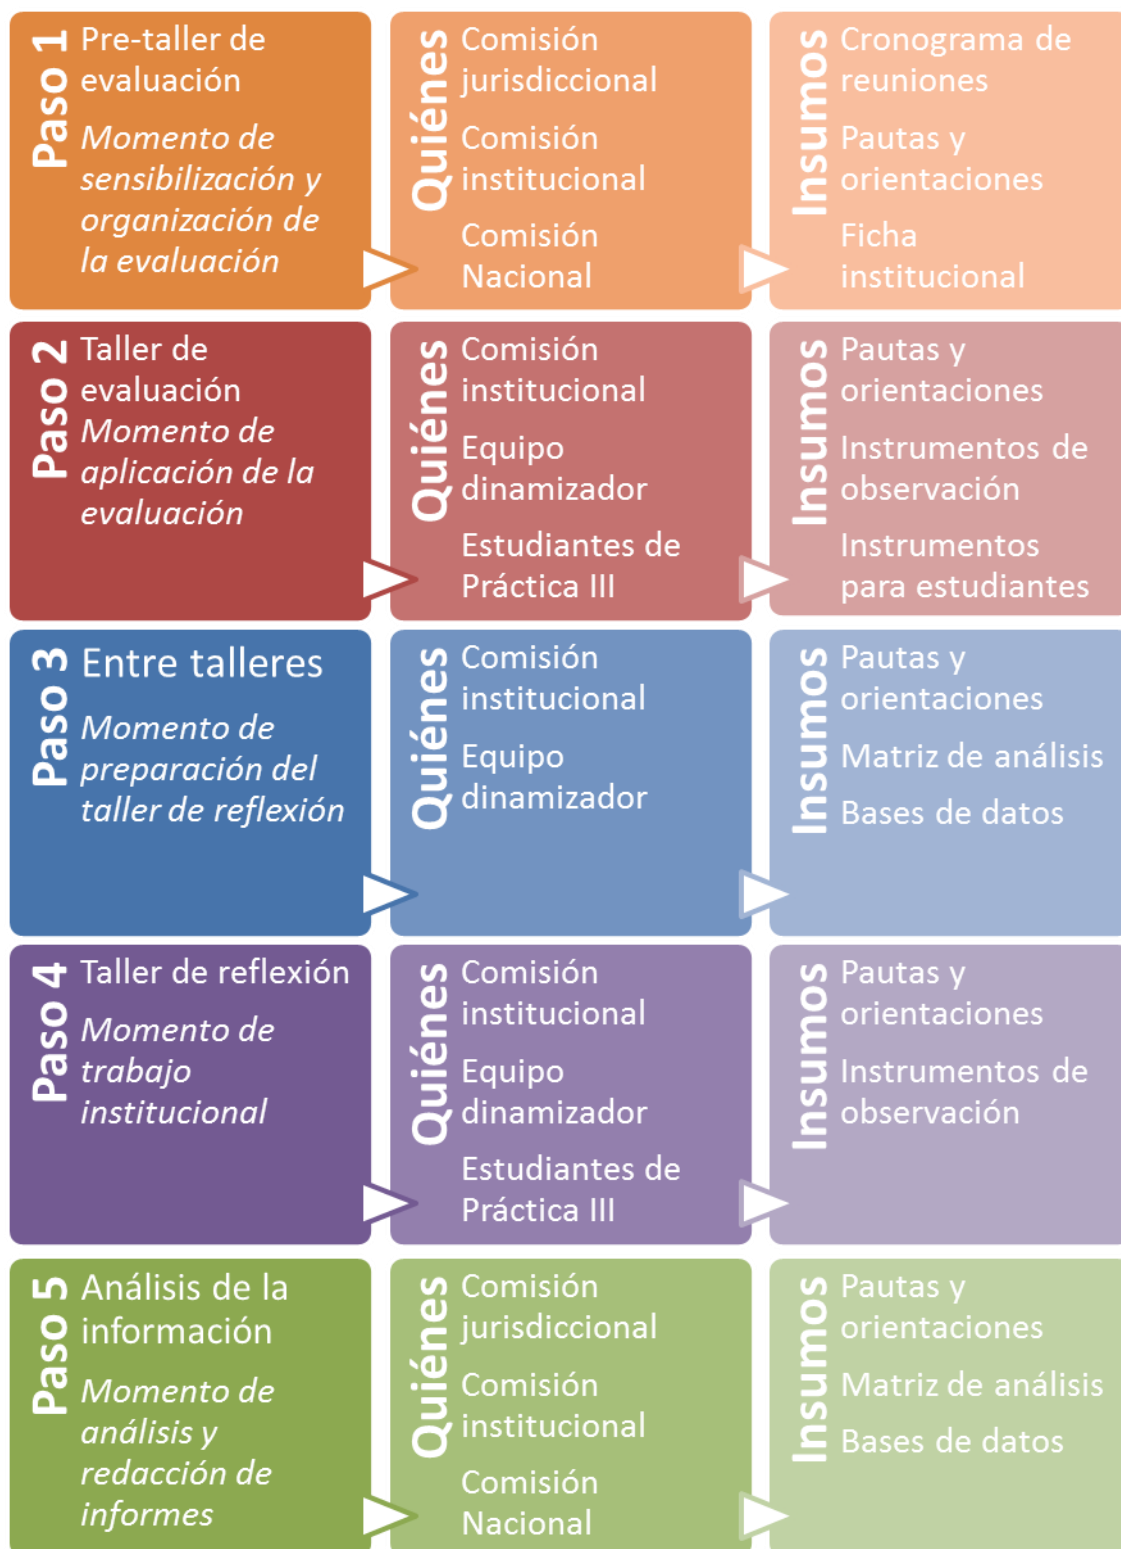 Paso 1
Pre-taller de
evaluación
Momento de
sensibilización y
organización de
la evaluación
Quiénes
Comisión
jurisdiccional
Comisión
institucional
Comisión
Nacional
Insumos
Cronograma de
reuniones
Pautas y
orientaciones
Ficha
institucional
Paso 2
Taller de
evaluación
Momento de
aplicación de la
evaluación
Quiénes
Comisión
institucional
Equipo
dinamizador
Estudiantes de
Práctica III
Insumos
Pautas y
orientaciones
Instrumentos de
observación
Instrumentos
para estudiantes
Paso 3
Entre talleres
Momento de
preparación del
taller de reflexión
Quiénes
Comisión
institucional
Equipo
dinamizador
Insumos
Pautas y
orientaciones
Matriz de análisis
Bases de datos
Paso 4
Taller de reflexión
Momento de
trabajo
institucional
Quiénes
Comisión
institucional
Equipo
dinamizador
Estudiantes de
Práctica III
Insumos
Pautas y
orientaciones
Instrumentos de
observación
Paso 5
Análisis de la
información
Momento de
análisis y
redacción de
informes
Quiénes
Comisión
jurisdiccional
Comisión
institucional
Comisión
Nacional
Insumos
Pautas y
orientaciones
Matriz de análisis
Bases de datos